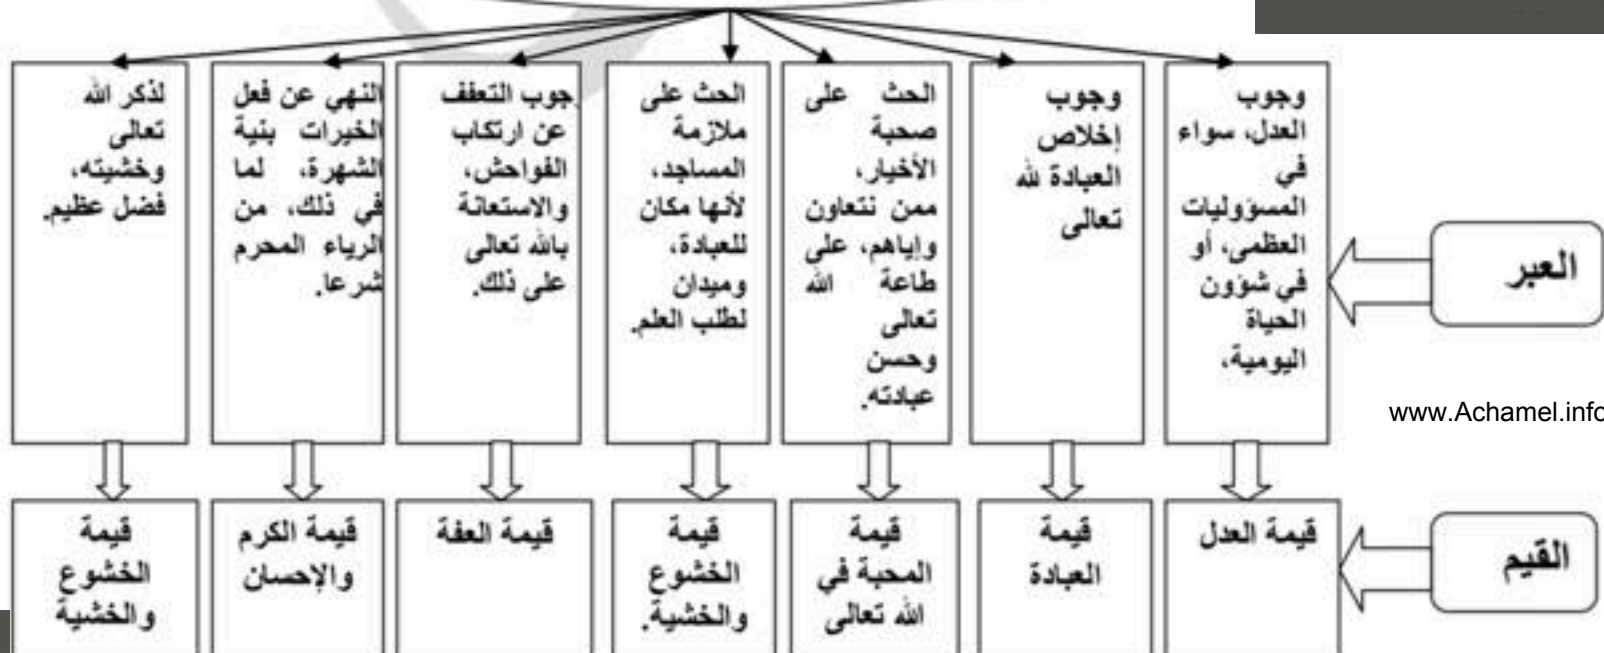 وجوب
العدل، سواء
في
المسؤوليات
العظمى، أو
في شؤون
الحياة
اليومية،
وجوب
إخلاص
العبادة لله
تعالى
الحث على
صحبة
الأخيار،
ممن نتعاون
وإياهم، على
طاعة الله
تعالى
وحسن
عبادته.
الحث على
ملازمة
المساجد،
لأنها مكان
للعبادة،
وميدان
لطلب العلم.
جوب التعفف
عن ارتكاب
الفواحش،
والاستعانة
بالله تعالى
على ذلك.
النهي عن فعل
الخيرات بنية
الشهرة، لما
في ذلك، من
الرياء المحرم
شرعا.
لذكر الله
تعالى
وخشيته،
فضل عظيم.
العبر
www.Achamel.info
قيمة العدل
قيمة
العبادة
قيمة
المحبة في
الله تعالى
قيمة
الخشوع
والخشية.
قيمة العفة
قيمة الكرم
والإحسان
قيمة
الخشوع
والخشية
القيم